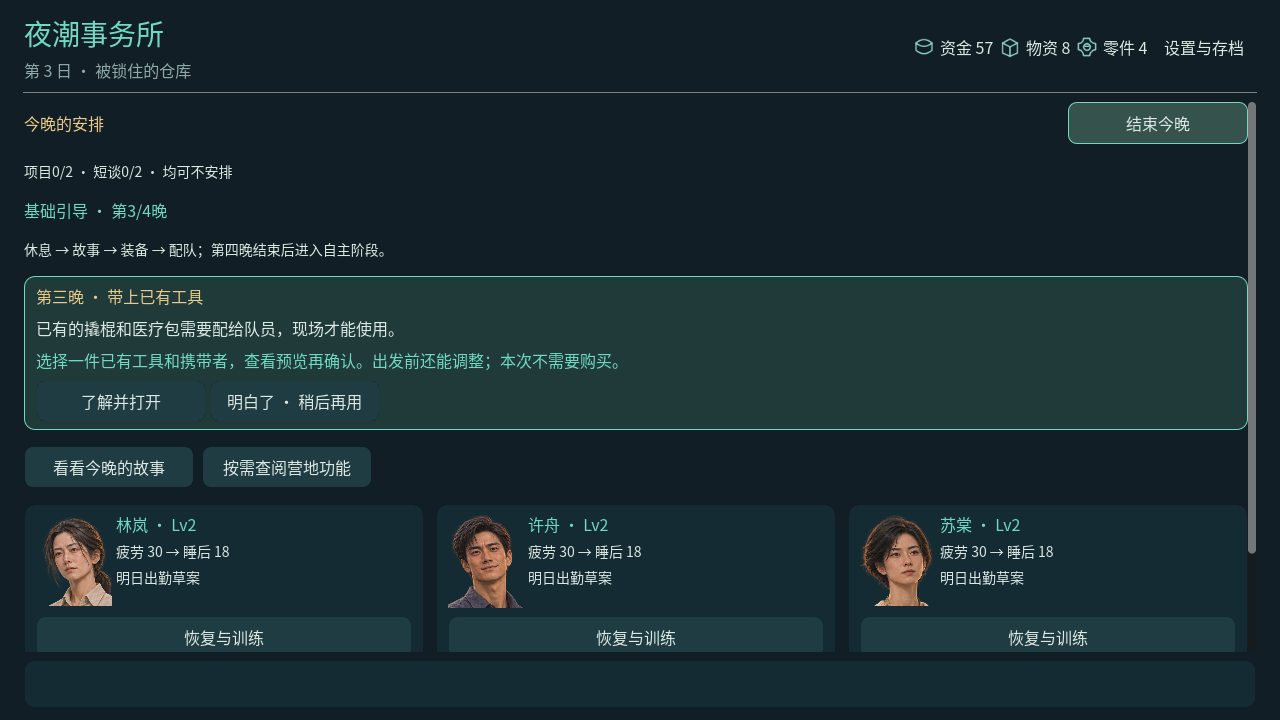 夜潮事务所
第 3 日 · 被锁住的仓库
资金 57 物资 8 零件 4 设置与存档
今晚的安排
结束今晚
项目0/2 · 短谈0/2 · 均可不安排
基础引导 · 第3/4晚
休息 → 故事 → 装备 → 配队；第四晚结束后进入自主阶段。
第三晚 · 带上已有工具
已有的撬棍和医疗包需要配给队员，现场才能使用。
选择一件已有工具和携带者，查看预览再确认。出发前还能调整；本次不需要购买。
了解并打开 明白了 · 稍后再用
看看今晚的故事 按需查阅营地功能
林岚 · Lv2
疲劳 30 → 睡后 18
明日出勤草案
恢复与训练
许舟 · Lv2
疲劳 30 → 睡后 18
明日出勤草案
恢复与训练
苏棠 · Lv2
疲劳 30 → 睡后 18
明日出勤草案
恢复与训练